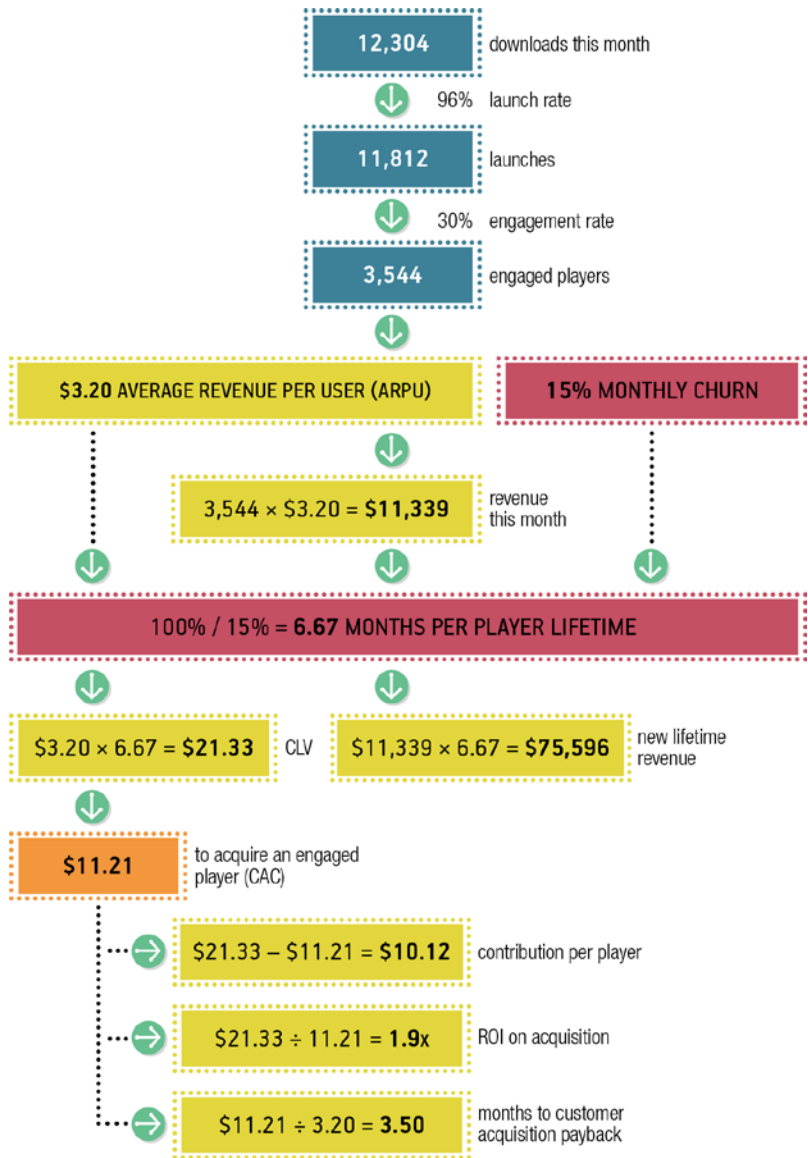 12,304
downloads this month
96% launch rate
11,812
launches
30% engagement rate
3,544
engaged players
$3.20 AVERAGE REVENUE PER USER (ARPU)
15% MONTHLY CHURN
3,544 × $3.20 = $11,339
revenue
this month
100% / 15% = 6.67 MONTHS PER PLAYER LIFETIME
$3.20 × 6.67 = $21.33
CLV
$11,339 × 6.67 = $75,596
new lifetime
revenue
$11.21
to acquire an engaged
player (CAC)
$21.33 – $11.21 = $10.12
contribution per player
$21.33 ÷ 11.21 = 1.9x
ROI on acquisition
$11.21 ÷ 3.20 = 3.50
months to customer
acquisition payback